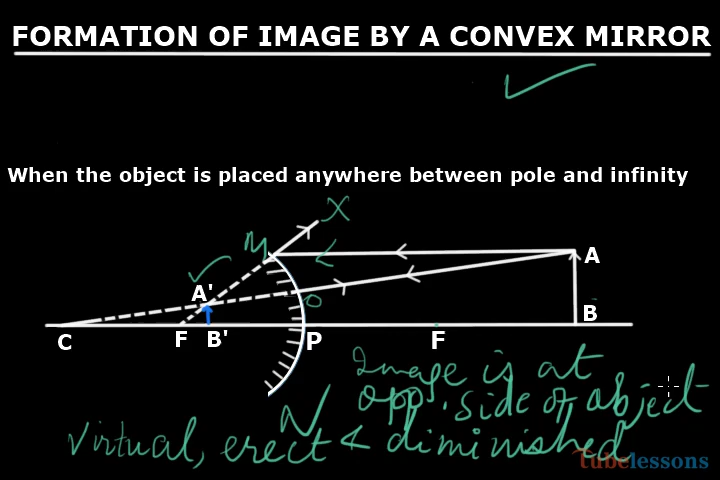 FORMATION OF IMAGE BY A CONVEX MIRROR
When the object is placed anywhere between pole and infinity
X
M
A
A'
O
B
C F B' P F
Image is at
opp. side of object
Virtual, erect & diminished
Tubelessons